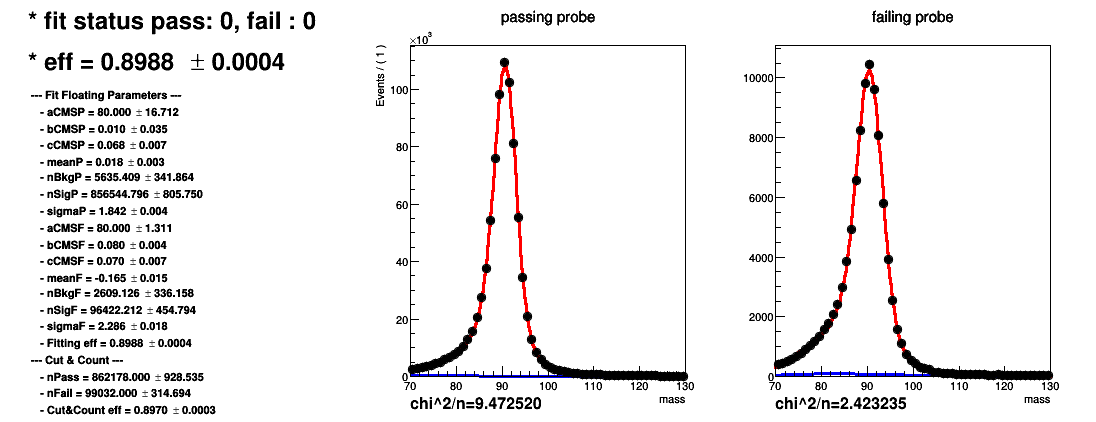 * fit status pass: 0, fail : 0
* eff = 0.8988 ± 0.0004
--- Fit Floating Parameters ---
- aCMSP = 80.000 ± 16.712
- bCMSP = 0.010 ± 0.035
- cCMSP = 0.068 ± 0.007
- meanP = 0.018 ± 0.003
- nBkgP = 5635.409 ± 341.864
- nSigP = 856544.796 ± 805.750
- sigmaP = 1.842 ± 0.004
- aCMSF = 80.000 ± 1.311
- bCMSF = 0.080 ± 0.004
- cCMSF = 0.070 ± 0.007
- meanF = -0.165 ± 0.015
- nBkgF = 2609.126 ± 336.158
- nSigF = 96422.212 ± 454.794
- sigmaF = 2.286 ± 0.018
- Fitting eff = 0.8988 ± 0.0004
--- Cut & Count ---
- nPass = 862178.000 ± 928.535
- nFail = 99032.000 ± 314.694
- Cut&Count eff = 0.8970 ± 0.0003
passing probe
×10³
Events / ( 1 )
100
80
60
40
20
0
70 80 90 100 110 120 130
mass
chi^2/n=9.472520
failing probe
10000
8000
6000
4000
2000
0
70 80 90 100 110 120 130
mass
chi^2/n=2.423235